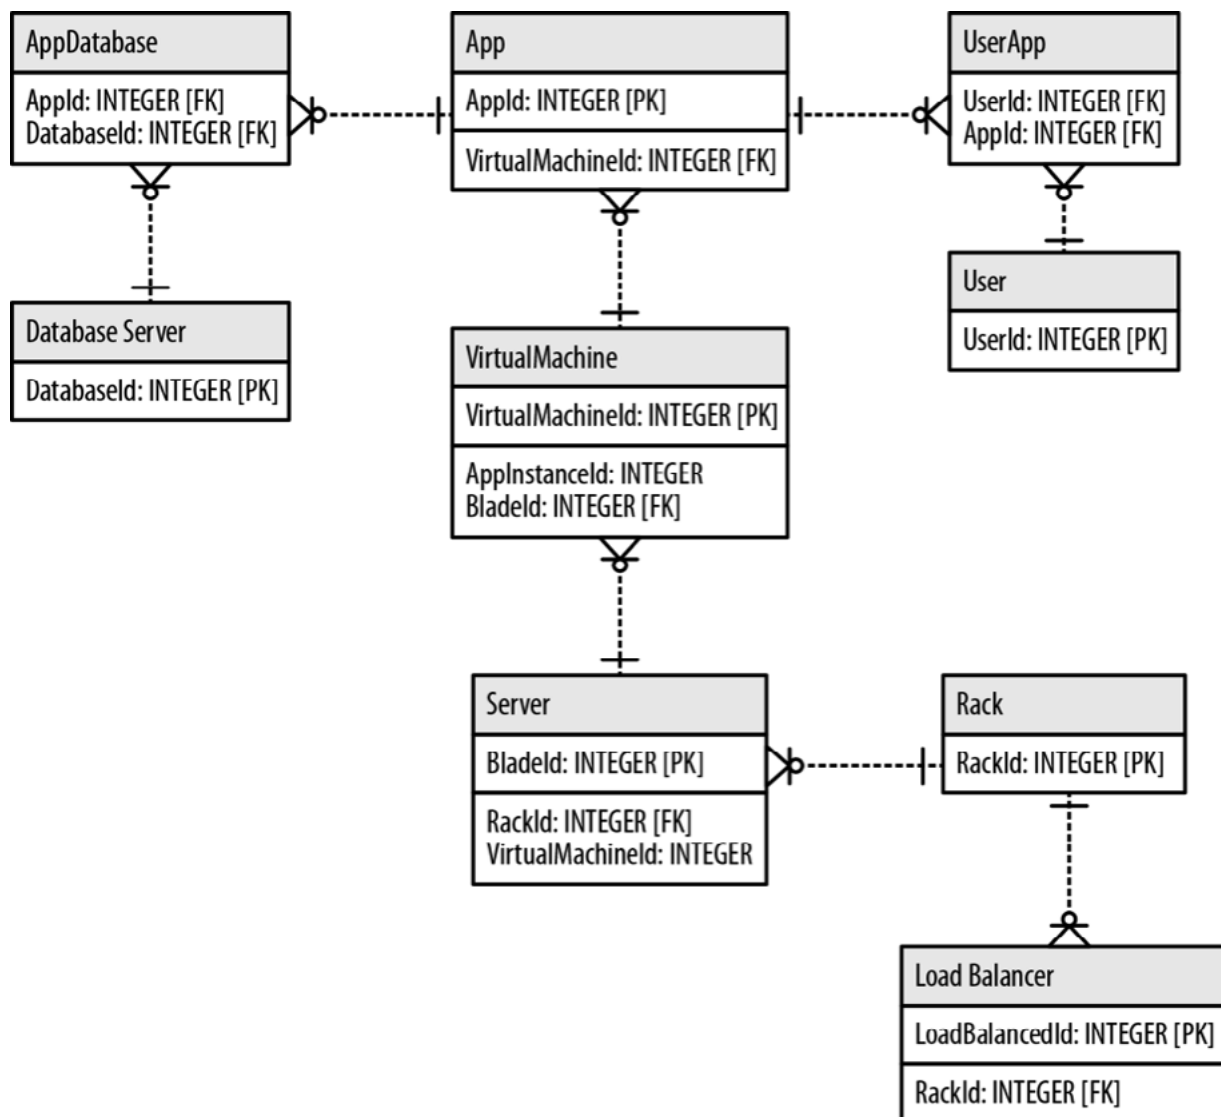 AppDatabase
AppId: INTEGER [FK]
DatabaseId: INTEGER [FK]
App
AppId: INTEGER [PK]
VirtualMachineId: INTEGER [FK]
UserApp
UserId: INTEGER [FK]
AppId: INTEGER [FK]
Database Server
DatabaseId: INTEGER [PK]
User
UserId: INTEGER [PK]
VirtualMachine
VirtualMachineId: INTEGER [PK]
AppInstanceId: INTEGER
BladeId: INTEGER [FK]
Server
BladeId: INTEGER [PK]
RackId: INTEGER [FK]
VirtualMachineId: INTEGER
Rack
RackId: INTEGER [PK]
Load Balancer
LoadBalancedId: INTEGER [PK]
RackId: INTEGER [FK]